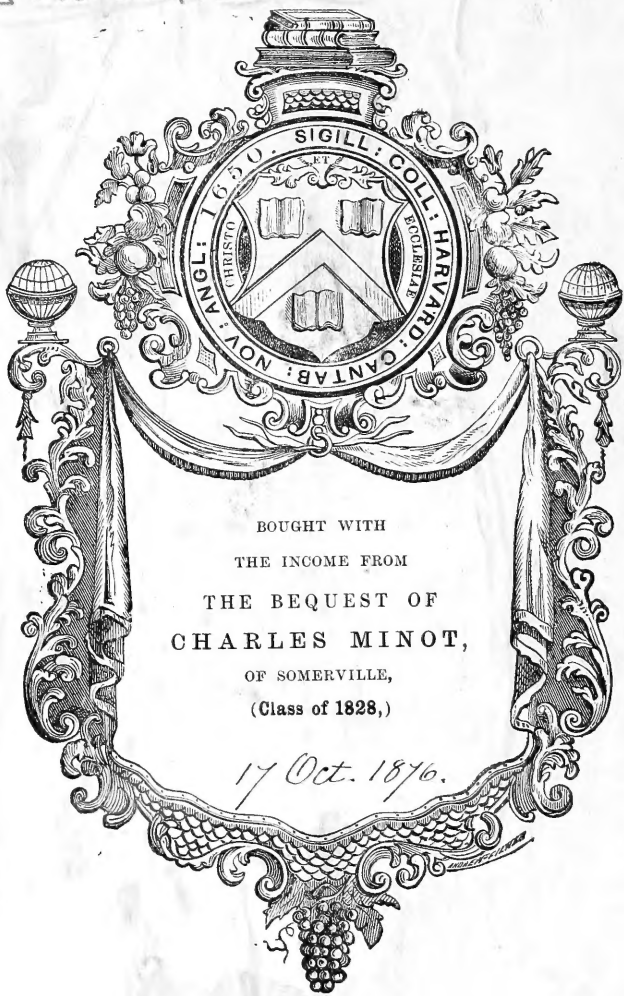 SIGILL: COLL: HARVARD: CANTAB: NOV: ANGL: 1650.
ET
CHRISTO
ECCLESIAE
BOUGHT WITH
THE INCOME FROM
THE BEQUEST OF
CHARLES MINOT,
OF SOMERVILLE,
(Class of 1828,)
17 Oct. 1876.